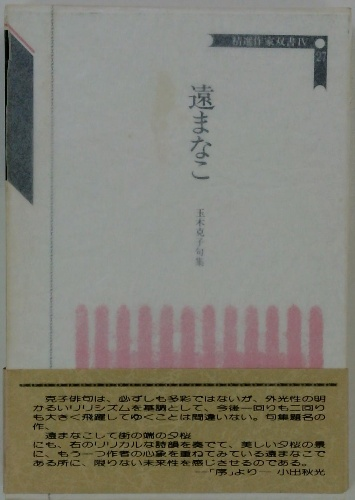 精選作家双書IV
27
遠まなこ
玉木克子句集
克子俳句は、必ずしも多彩ではないが、外光性の明
かるいリリシズムを基調として、今後一回りも二回り
も大きく飛躍してゆくことは間違いない。句集題名の
作、
遠まなこして街の端の夕桜
にも、右のリリカルな詩韻を奏でて、美しい夕桜の景
に、もう一つ作者の心象を重ねてみている遠まなこで
ある所に、限りない未来性を感じさせるのである。
—「序」より— 小出秋光